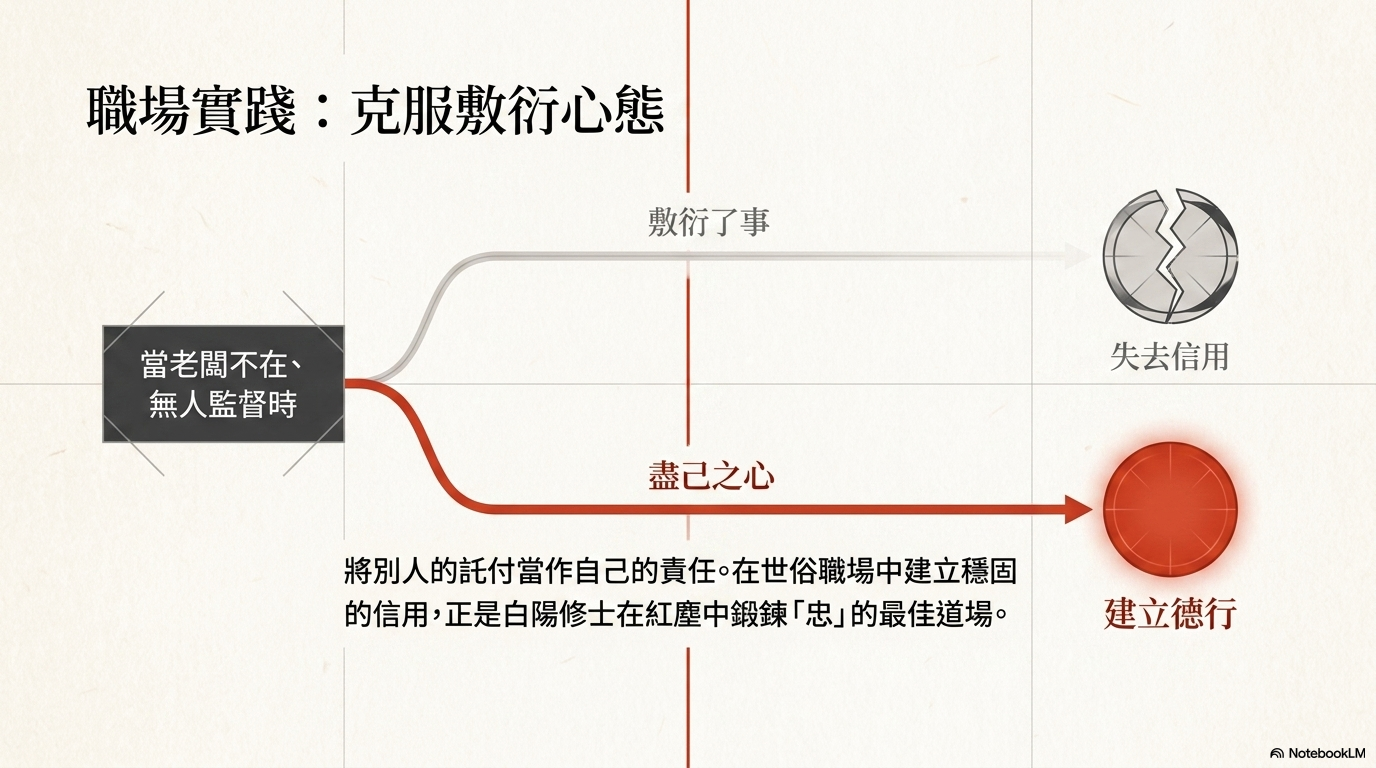 職場實踐：克服敷衍心態
敷衍了事
失去信用
當老闆不在、
無人監督時
盡己之心
建立德行
將別人的託付當作自己的責任。在世俗職場中建立穩固
的信用，正是白陽修士在紅塵中鍛鍊「忠」的最佳道場。
NotebookLM